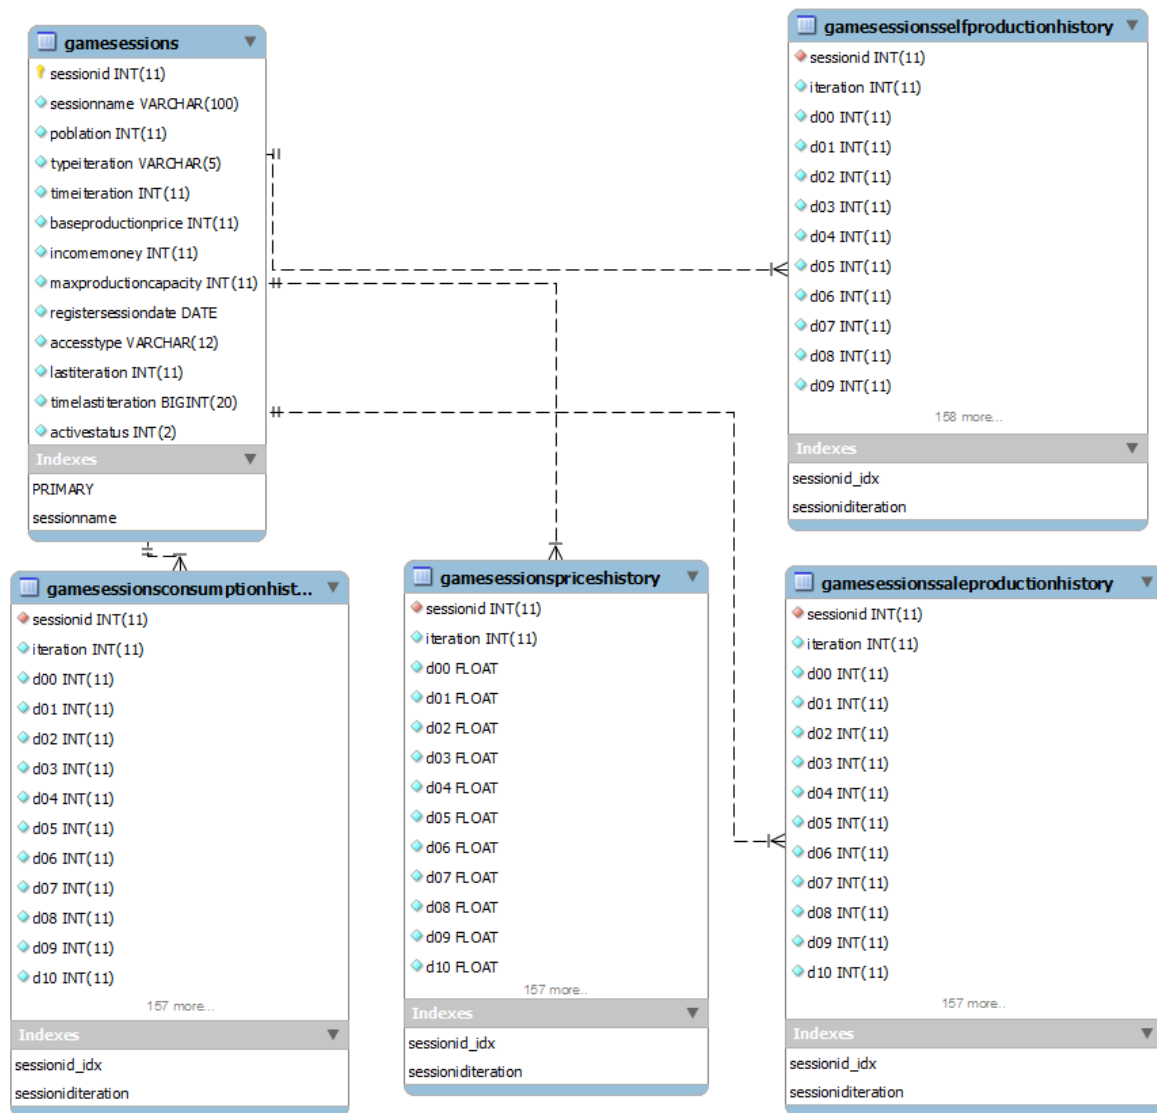 gamesessions
sessionid INT(11)
sessionname VARCHAR(100)
poblation INT(11)
typeiteration VARCHAR(5)
timeiteration INT(11)
baseproductionprice INT(11)
incomemoney INT(11)
maxproductioncapacity INT(11)
registersessiondate DATE
accesstype VARCHAR(12)
lastiteration INT(11)
timelastiteration BIGINT(20)
activestatus INT(2)
Indexes
PRIMARY
sessionname
gamesessionsselfproductionhistory
sessionid INT(11)
iteration INT(11)
d00 INT(11)
d01 INT(11)
d02 INT(11)
d03 INT(11)
d04 INT(11)
d05 INT(11)
d06 INT(11)
d07 INT(11)
d08 INT(11)
d09 INT(11)
158 more...
Indexes
sessionid_idx
sessioniditeration
gamesessionsconsumptionhist...
sessionid INT(11)
iteration INT(11)
d00 INT(11)
d01 INT(11)
d02 INT(11)
d03 INT(11)
d04 INT(11)
d05 INT(11)
d06 INT(11)
d07 INT(11)
d08 INT(11)
d09 INT(11)
d10 INT(11)
157 more...
Indexes
sessionid_idx
sessioniditeration
gamesessionspriceshistory
sessionid INT(11)
iteration INT(11)
d00 FLOAT
d01 FLOAT
d02 FLOAT
d03 FLOAT
d04 FLOAT
d05 FLOAT
d06 FLOAT
d07 FLOAT
d08 FLOAT
d09 FLOAT
d10 FLOAT
157 more...
Indexes
sessionid_idx
sessioniditeration
gamesessionssaleproductionhistory
sessionid INT(11)
iteration INT(11)
d00 INT(11)
d01 INT(11)
d02 INT(11)
d03 INT(11)
d04 INT(11)
d05 INT(11)
d06 INT(11)
d07 INT(11)
d08 INT(11)
d09 INT(11)
d10 INT(11)
157 more...
Indexes
sessionid_idx
sessioniditeration